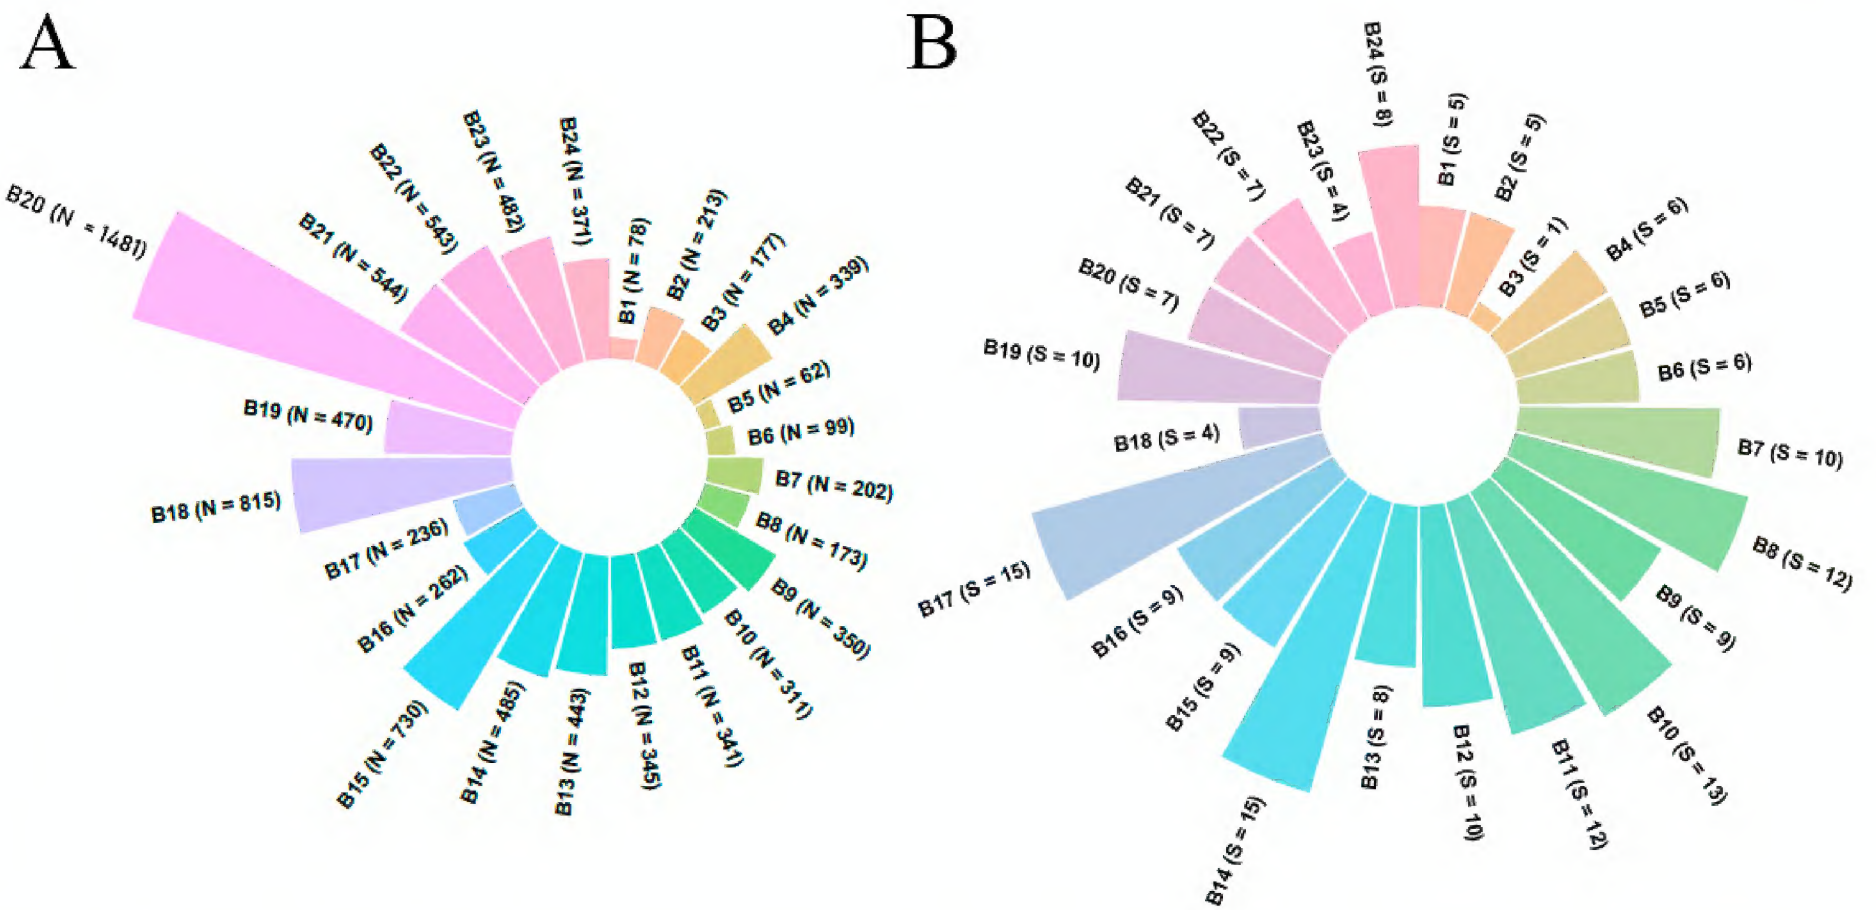 A
B1 (N = 78)
B2 (N = 213)
B3 (N = 177)
B4 (N = 339)
B5 (N = 62)
B6 (N = 99)
B7 (N = 202)
B8 (N = 173)
B9 (N = 350)
B10 (N = 311)
B11 (N = 341)
B12 (N = 345)
B13 (N = 443)
B14 (N = 485)
B15 (N = 730)
B16 (N = 262)
B17 (N = 236)
B18 (N = 815)
B19 (N = 470)
B20 (N = 1481)
B21 (N = 544)
B22 (N = 543)
B23 (N = 482)
B24 (N = 371)
B
B1 (S = 5)
B2 (S = 5)
B3 (S = 1)
B4 (S = 6)
B5 (S = 6)
B6 (S = 6)
B7 (S = 10)
B8 (S = 12)
B9 (S = 9)
B10 (S = 13)
B11 (S = 12)
B12 (S = 10)
B13 (S = 8)
B14 (S = 15)
B15 (S = 9)
B16 (S = 9)
B17 (S = 15)
B18 (S = 4)
B19 (S = 10)
B20 (S = 7)
B21 (S = 7)
B22 (S = 7)
B23 (S = 4)
B24 (S = 8)